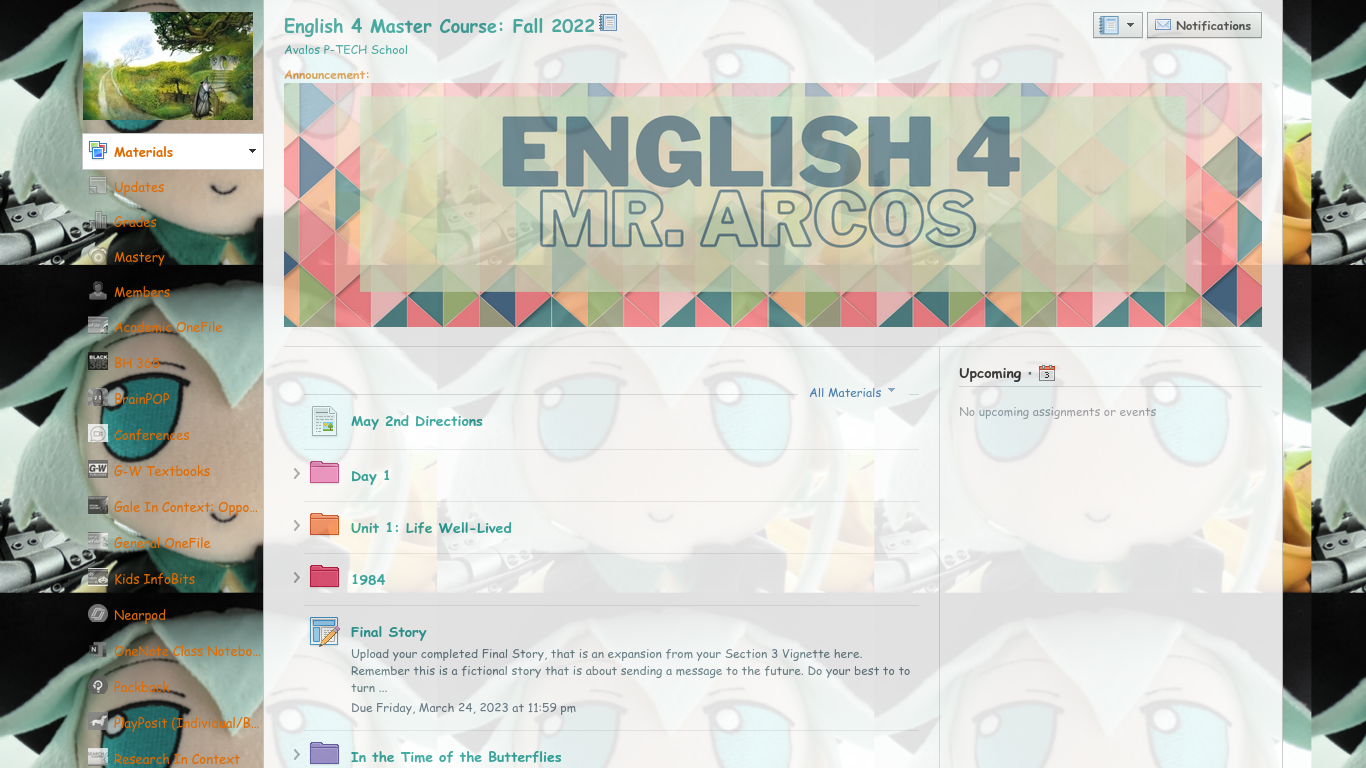 English 4 Master Course: Fall 2022
Avalos P-TECH School
Notifications
Announcement:
ENGLISH 4
MR. ARCOS
Materials
Updates
Grades
Mastery
Members
Academic OneFile
BH 365
BrainPOP
Conferences
G-W Textbooks
Gale In Context: Oppo...
General OneFile
Kids InfoBits
Nearpod
OneNote Class Notebo...
Packback
PlayPosit (Individual/B...
Research In Context
All Materials
May 2nd Directions
Day 1
Unit 1: Life Well-Lived
1984
Final Story
Upload your completed Final Story, that is an expansion from your Section 3 Vignette here.
Remember this is a fictional story that is about sending a message to the future. Do your best to to
turn ...
Due Friday, March 24, 2023 at 11:59 pm
In the Time of the Butterflies
Upcoming · 3
No upcoming assignments or events